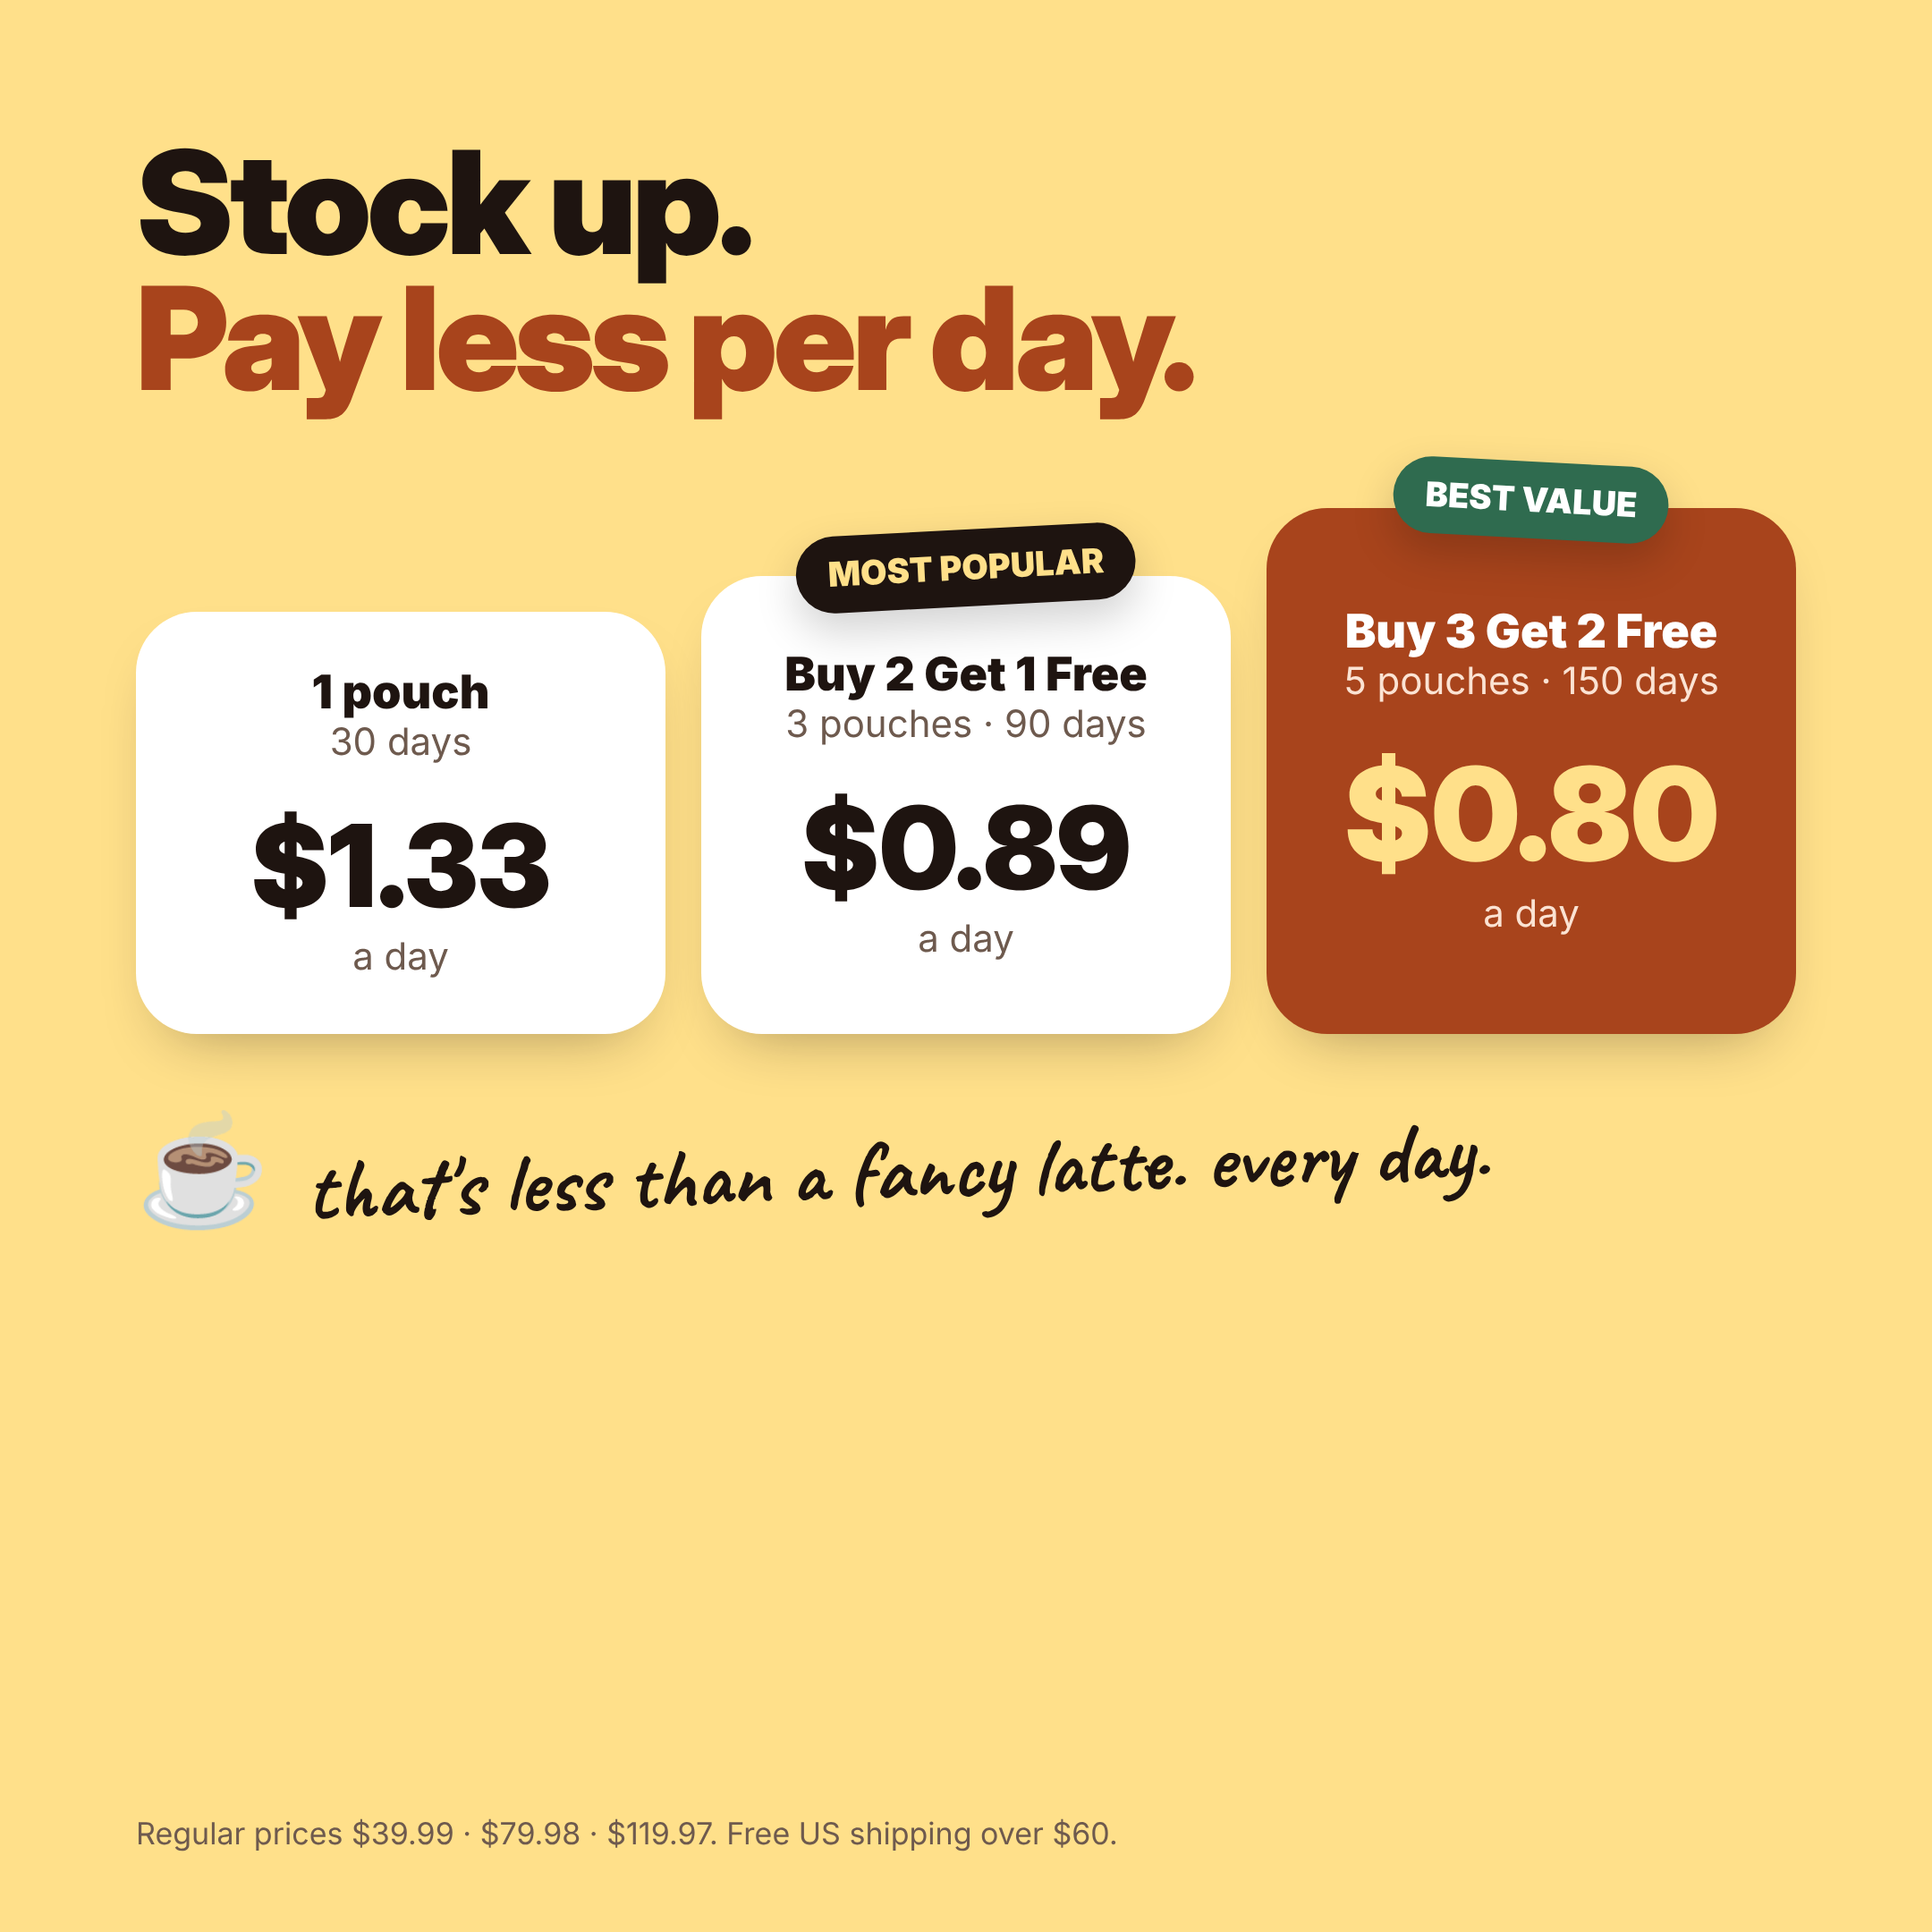 Stock up.
Pay less per day.
1 pouch
30 days
$1.33
a day
MOST POPULAR
Buy 2 Get 1 Free
3 pouches · 90 days
$0.89
a day
BEST VALUE
Buy 3 Get 2 Free
5 pouches · 150 days
$0.80
a day
that's less than a fancy latte. every day.
Regular prices $39.99 · $79.98 · $119.97. Free US shipping over $60.